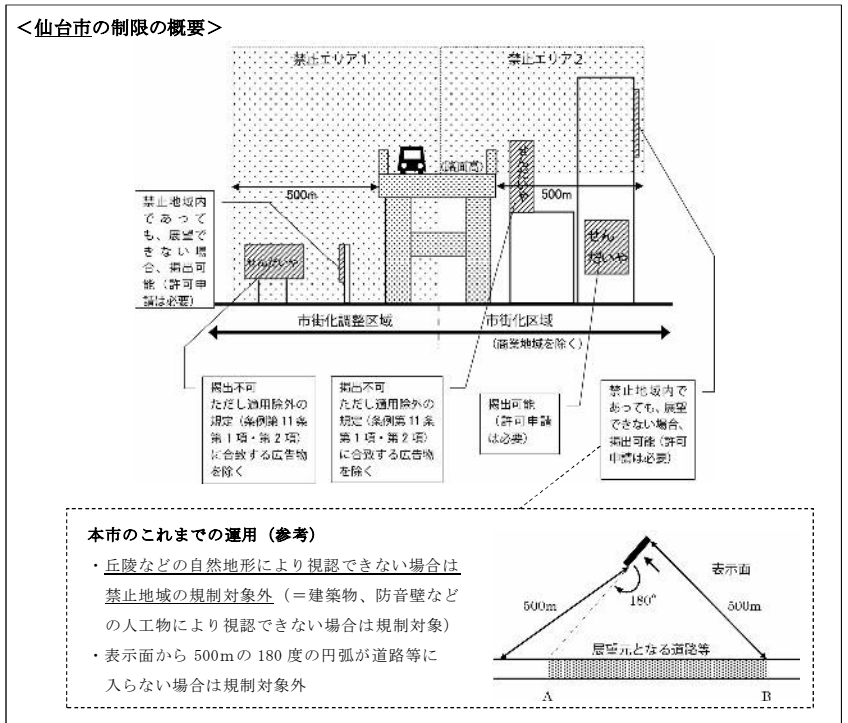 ＜仙台市の制限の概要＞
禁止エリア1
禁止エリア2
(路面高)
500m
500m
せんだいや
せんだいや
せん
だいや
禁止地域内
であって
も、展望で
きない場
合、掲出可
能（許可申
請は必要）
市街化調整区域
市街化区域
(商業地域を除く)
掲出不可
ただし適用除外の
規定（条例第11条
第1項・第2項）
に合致する広告物
を除く
掲出不可
ただし適用除外の
規定（条例第11条
第1項・第2項）
に合致する広告物
を除く
掲出可能
（許可申請
は必要）
禁止地域内で
あっても、展望
できない場合、
掲出可能（許可
申請は必要）
本市のこれまでの運用（参考）
・丘陵などの自然地形により視認できない場合は
禁止地域の規制対象外（＝建築物、防音壁など
の人工物により視認できない場合は規制対象）
・表示面から500ｍの180度の円弧が道路等に
入らない場合は規制対象外
表示面
500m
180°
500m
展望元となる道路等
A
B